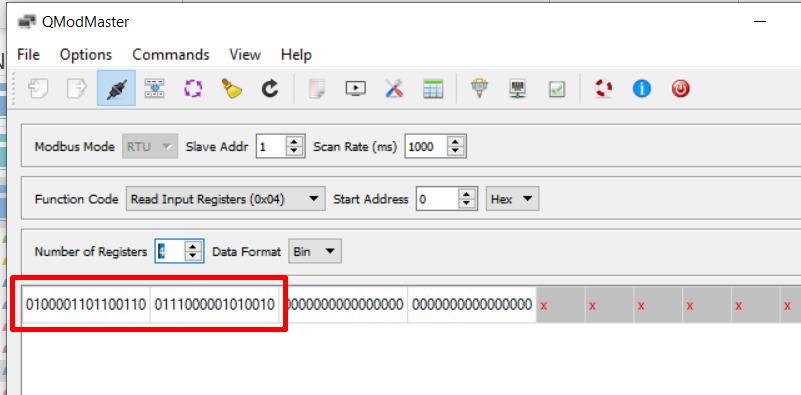 QModMaster
File Options Commands View Help
Modbus Mode RTU Slave Addr 1 Scan Rate (ms) 1000
Function Code Read Input Registers (0x04) Start Address 0 Hex
Number of Registers 4 Data Format Bin
0100001101100110 0111000001010010 0000000000000000 0000000000000000 x x x x x x